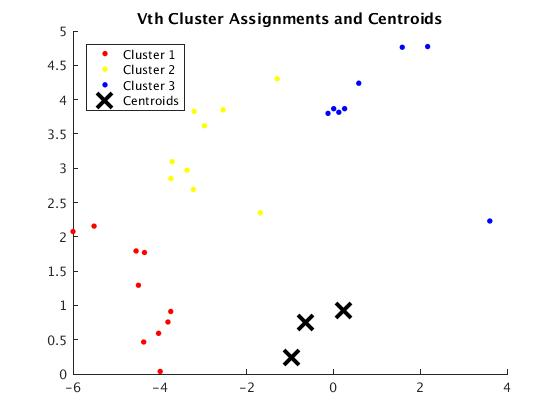 Vth Cluster Assignments and Centroids
5
4.5
4
3.5
3
2.5
2
1.5
1
0.5
0
Cluster 1
Cluster 2
Cluster 3
Centroids
-6 -4 -2 0 2 4